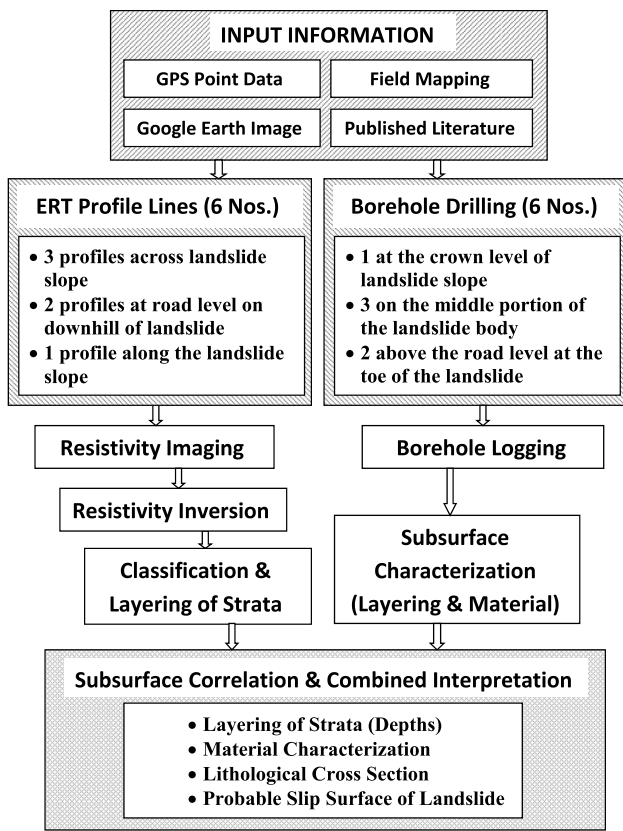 INPUT INFORMATION
GPS Point Data
Field Mapping
Google Earth Image
Published Literature
ERT Profile Lines (6 Nos.)
• 3 profiles across landslide
slope
• 2 profiles at road level on
downhill of landslide
• 1 profile along the landslide
slope
Borehole Drilling (6 Nos.)
• 1 at the crown level of
landslide slope
• 3 on the middle portion of
the landslide body
• 2 above the road level at the
toe of the landslide
Resistivity Imaging
Borehole Logging
Resistivity Inversion
Classification &
Layering of Strata
Subsurface
Characterization
(Layering & Material)
Subsurface Correlation & Combined Interpretation
• Layering of Strata (Depths)
• Material Characterization
• Lithological Cross Section
• Probable Slip Surface of Landslide